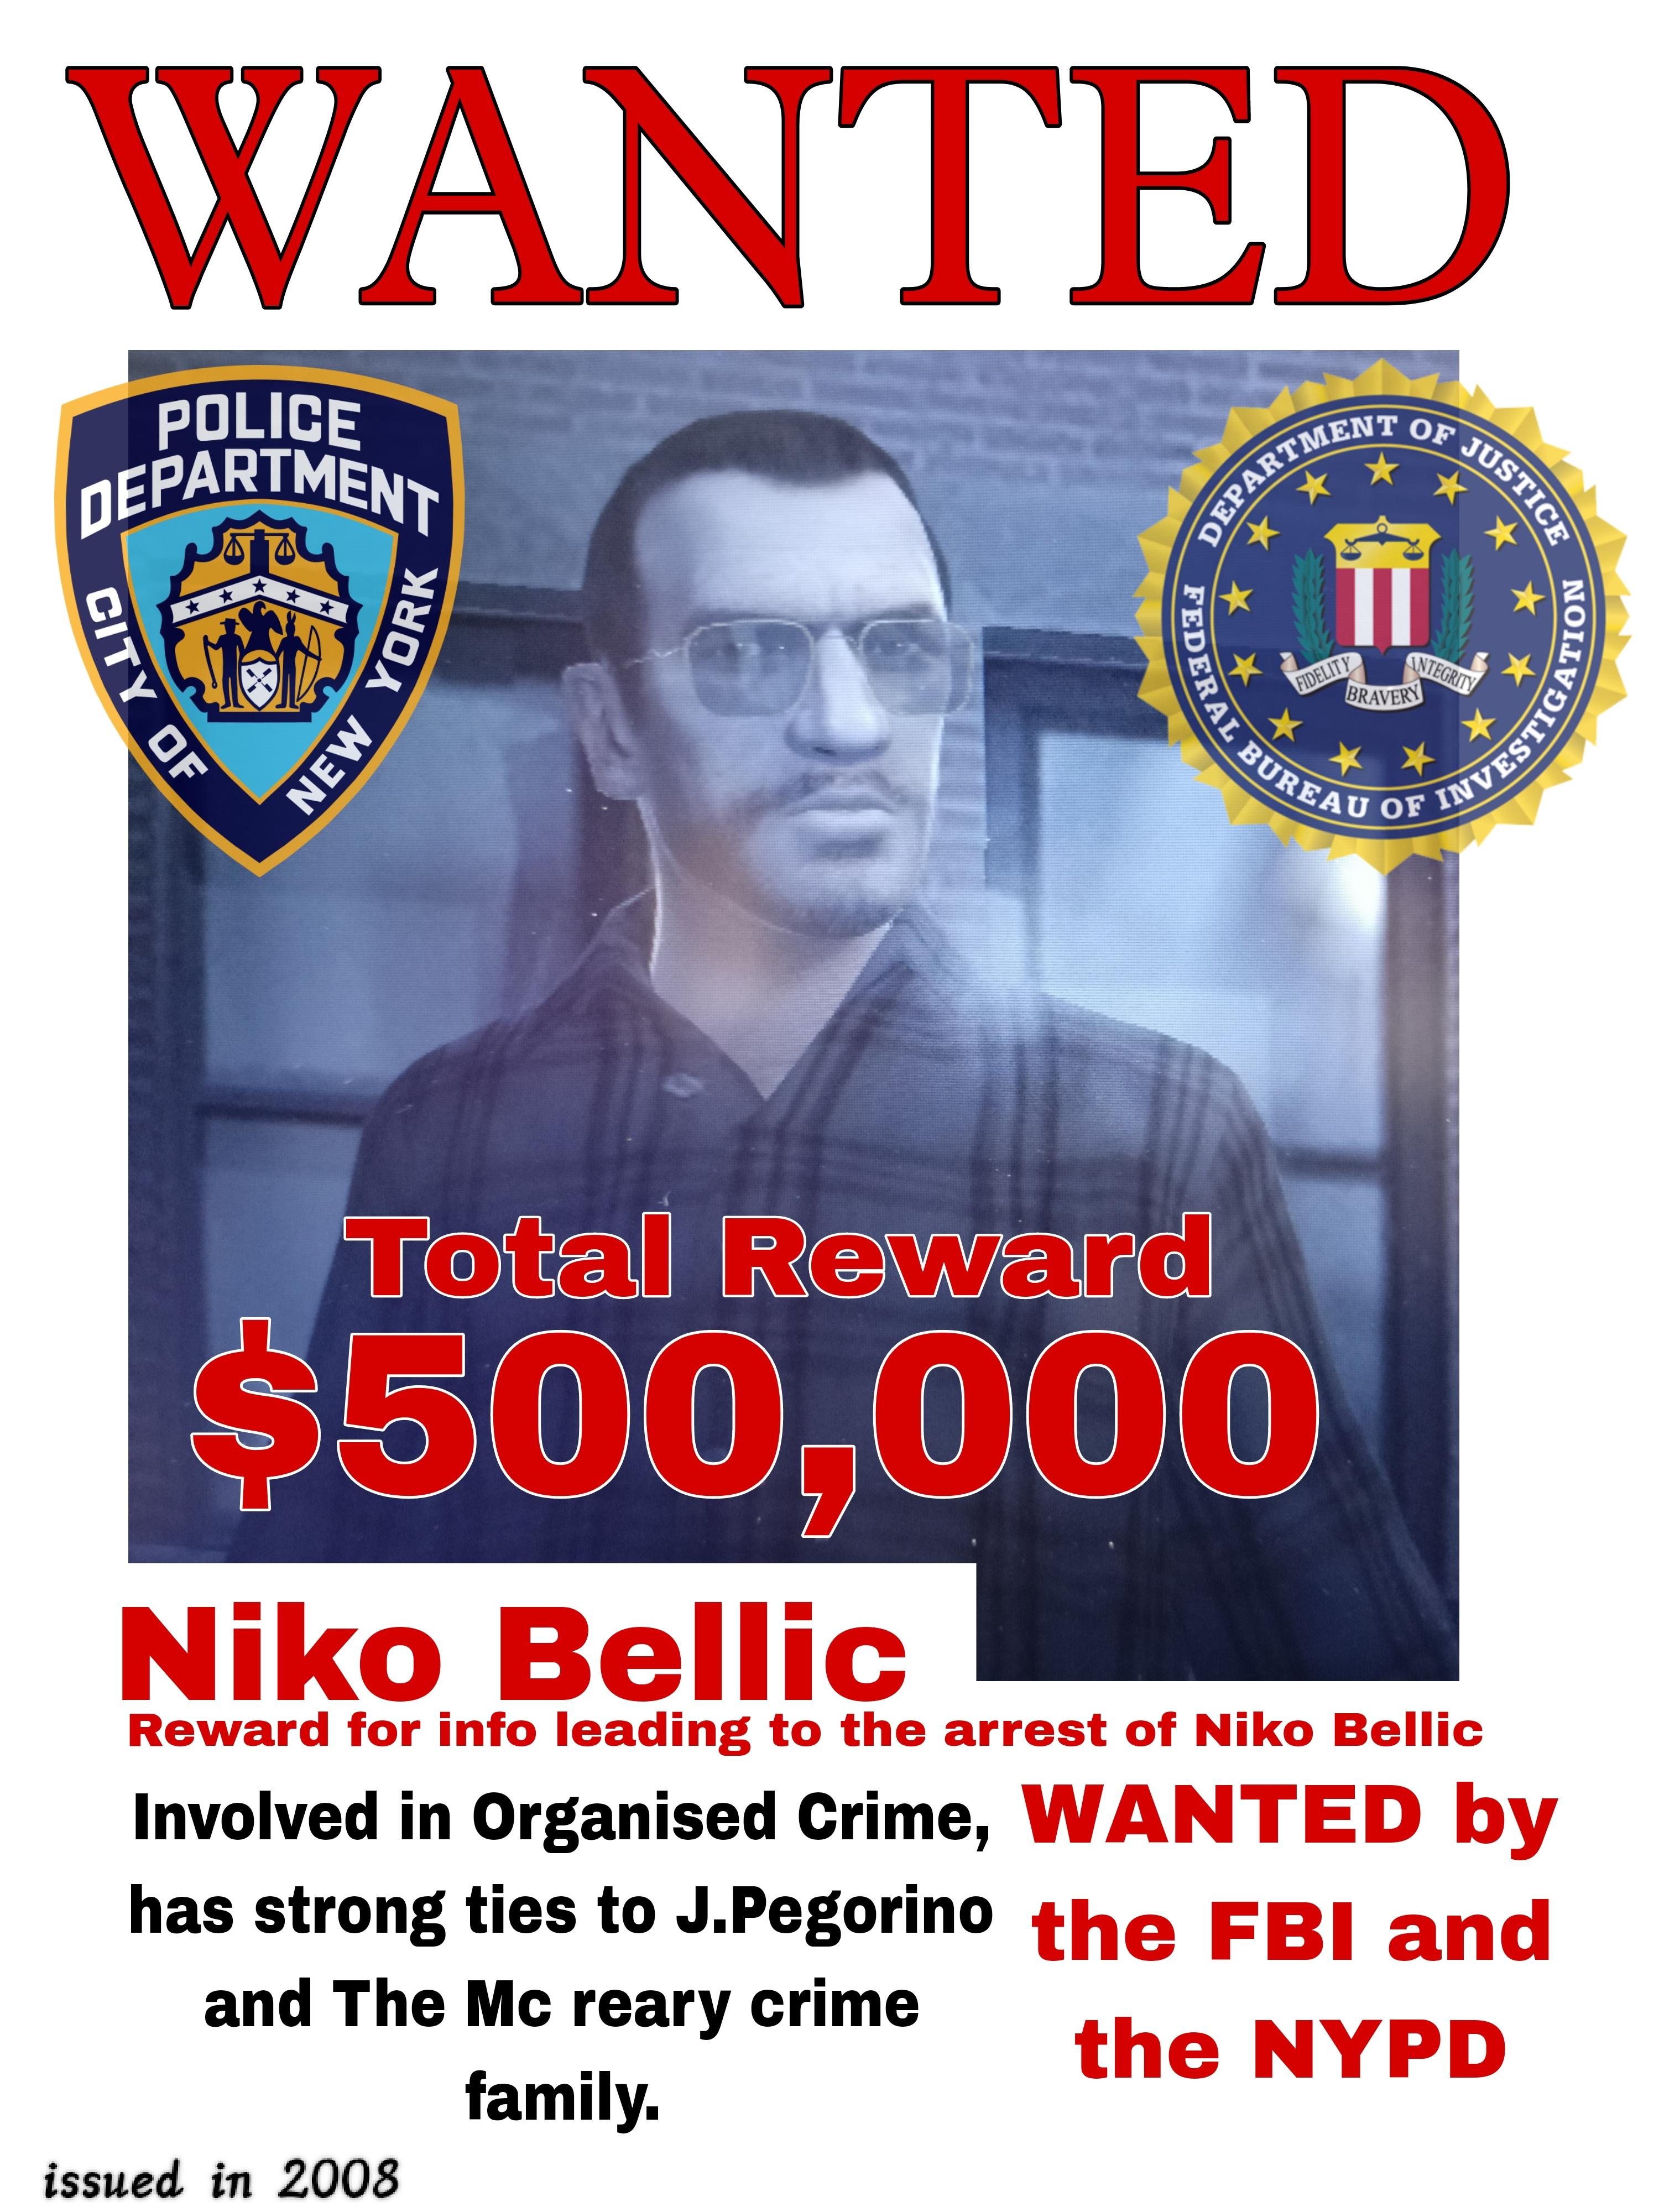 WANTED
POLICE
DEPARTMENT
CITY OF
NEW YORK
DEPARTMENT OF JUSTICE
FEDERAL BUREAU OF INVESTIGATION
FIDELITY
BRAVERY
INTEGRITY
Total Reward
$500,000
Niko Bellic
Reward for info leading to the arrest of Niko Bellic
Involved in Organised Crime,
has strong ties to J.Pegorino
and The Mc reary crime
family.
WANTED by
the FBI and
the NYPD
issued in 2008